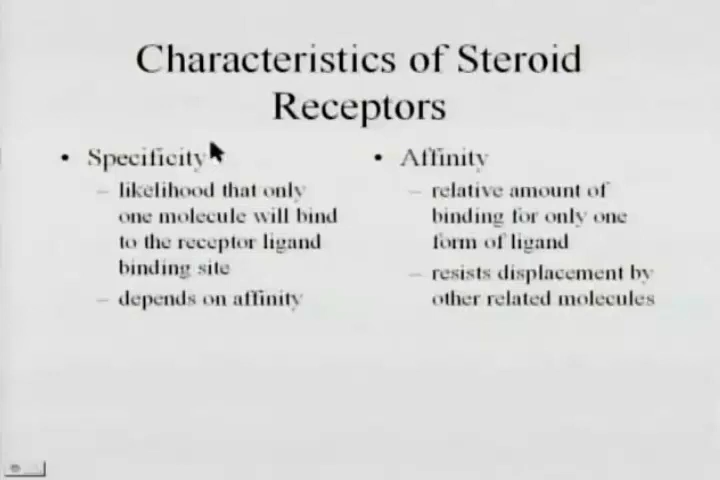 Characteristics of Steroid
Receptors
• Specificity
– likelihood that only
one molecule will bind
to the receptor ligand
binding site
– depends on affinity
• Affinity
– relative amount of
binding for only one
form of ligand
– resists displacement by
other related molecules